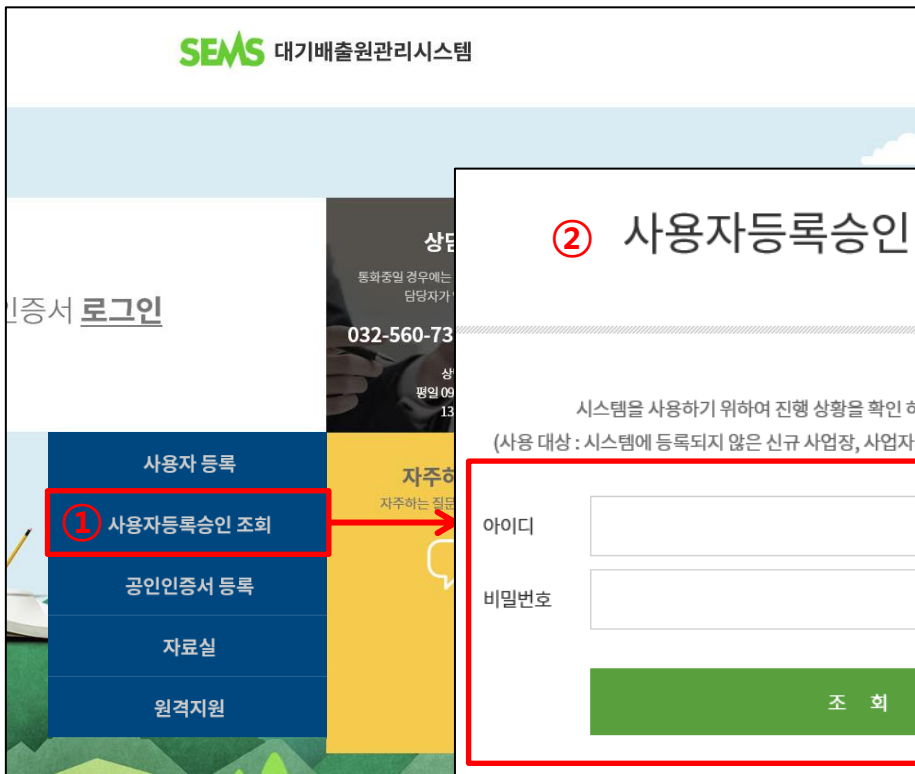 SEMS 대기배출원관리시스템
인증서 로그인
통화중일 경우에는
담당자가
032-560-73
평일 09
13
사용자 등록
① 사용자등록승인 조회
공인인증서 등록
자료실
원격지원
자주하
자주하는 질문
② 사용자등록승인
시스템을 사용하기 위하여 진행 상황을 확인 하
(사용 대상 : 시스템에 등록되지 않은 신규 사업장, 사업자
아이디
비밀번호
조 회